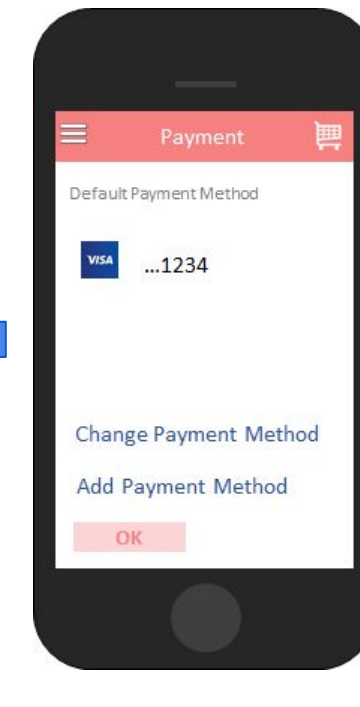 Payment
Default Payment Method
VISA
...1234
Change Payment Method
Add Payment Method
OK